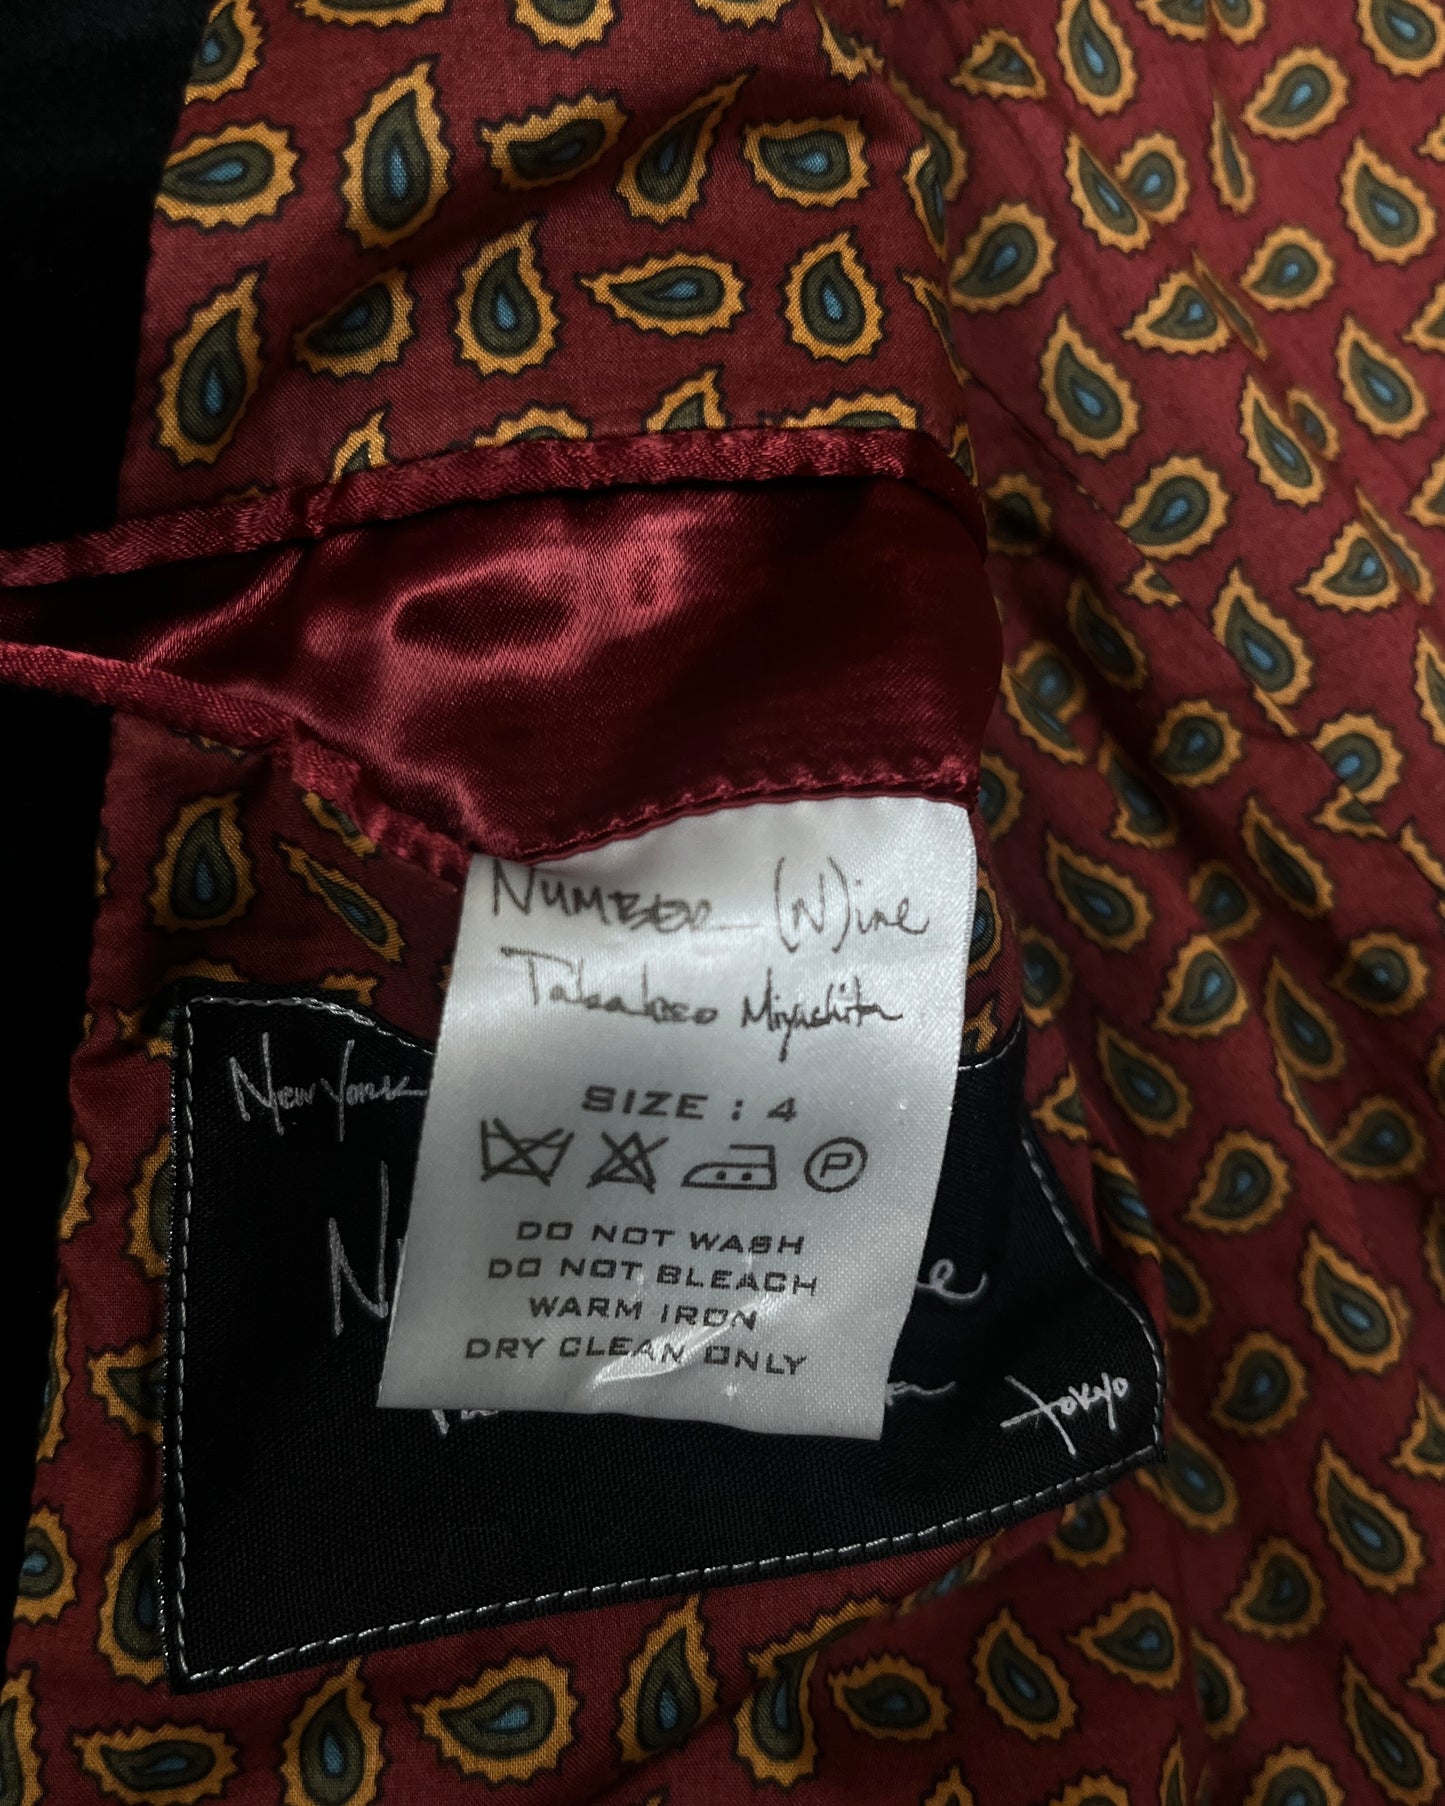 NUMBER (N)ine
Takahiro Miyashita
SIZE : 4
P
DO NOT WASH
DO NOT BLEACH
WARM IRON
DRY CLEAN ONLY
New York
Tokyo